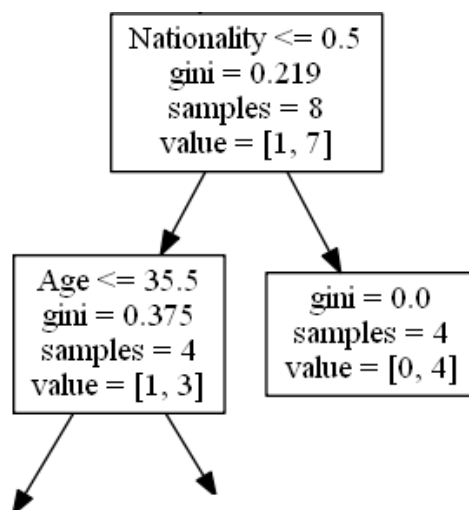 Nationality <= 0.5
gini = 0.219
samples = 8
value = [1, 7]
Age <= 35.5
gini = 0.375
samples = 4
value = [1, 3]
gini = 0.0
samples = 4
value = [0, 4]